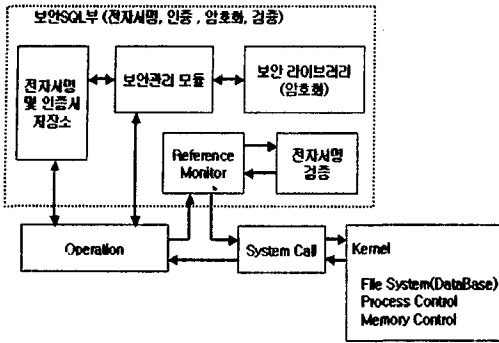 보안SQL부 (전자서명, 인증 , 암호화, 검증)
전자서명
및 인증서
저장소
보안관리 모듈
보안 라이브러리
(암호화)
Reference
Monitor
전자서명
검증
Operation
System Call
Kernel
File System(DataBase)
Process Control
Memory Control